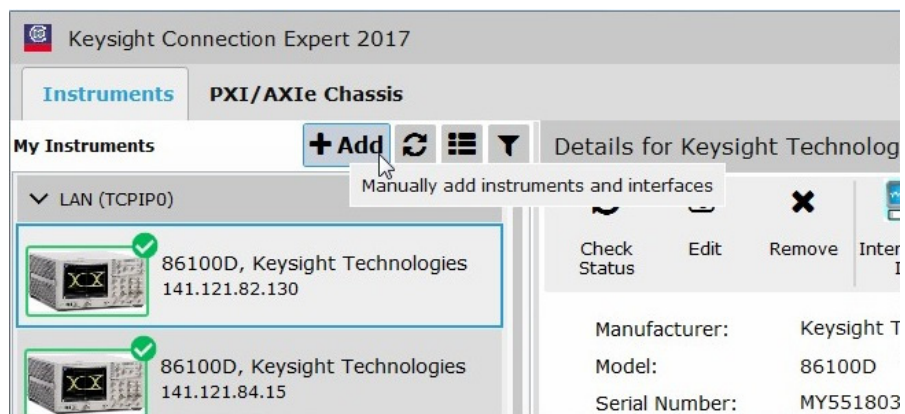 Keysight Connection Expert 2017
Instruments PXI/AXIe Chassis
My Instruments
Add
Details for Keysight Technolog
Manually add instruments and interfaces
LAN (TCPIP0)
Check
Status
Edit
Remove
86100D, Keysight Technologies
141.121.82.130
Manufacturer: Keysight T
Model: 86100D
Serial Number: MY551803
86100D, Keysight Technologies
141.121.84.15